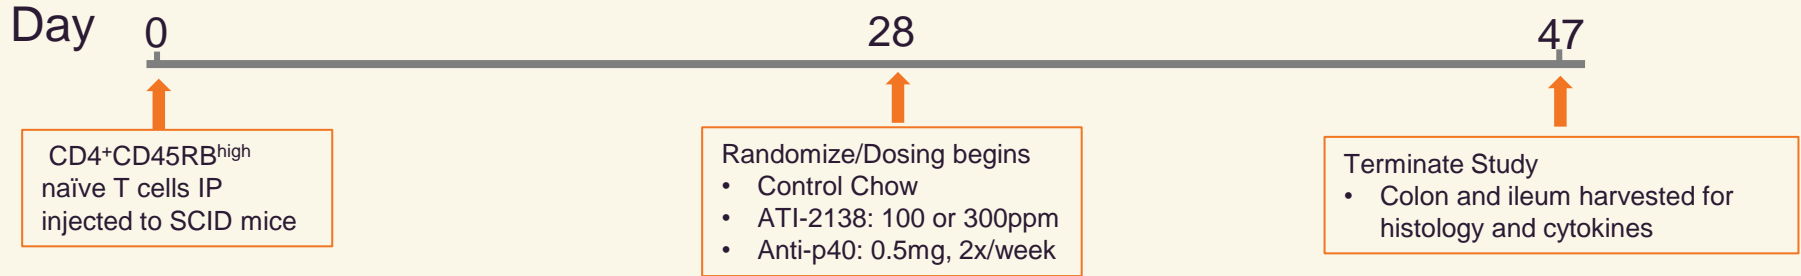 Day 0 28 47
CD4+CD45RBhigh
naïve T cells IP
injected to SCID mice
Randomize/Dosing begins
• Control Chow
• ATI-2138: 100 or 300ppm
• Anti-p40: 0.5mg, 2x/week
Terminate Study
• Colon and ileum harvested for
histology and cytokines